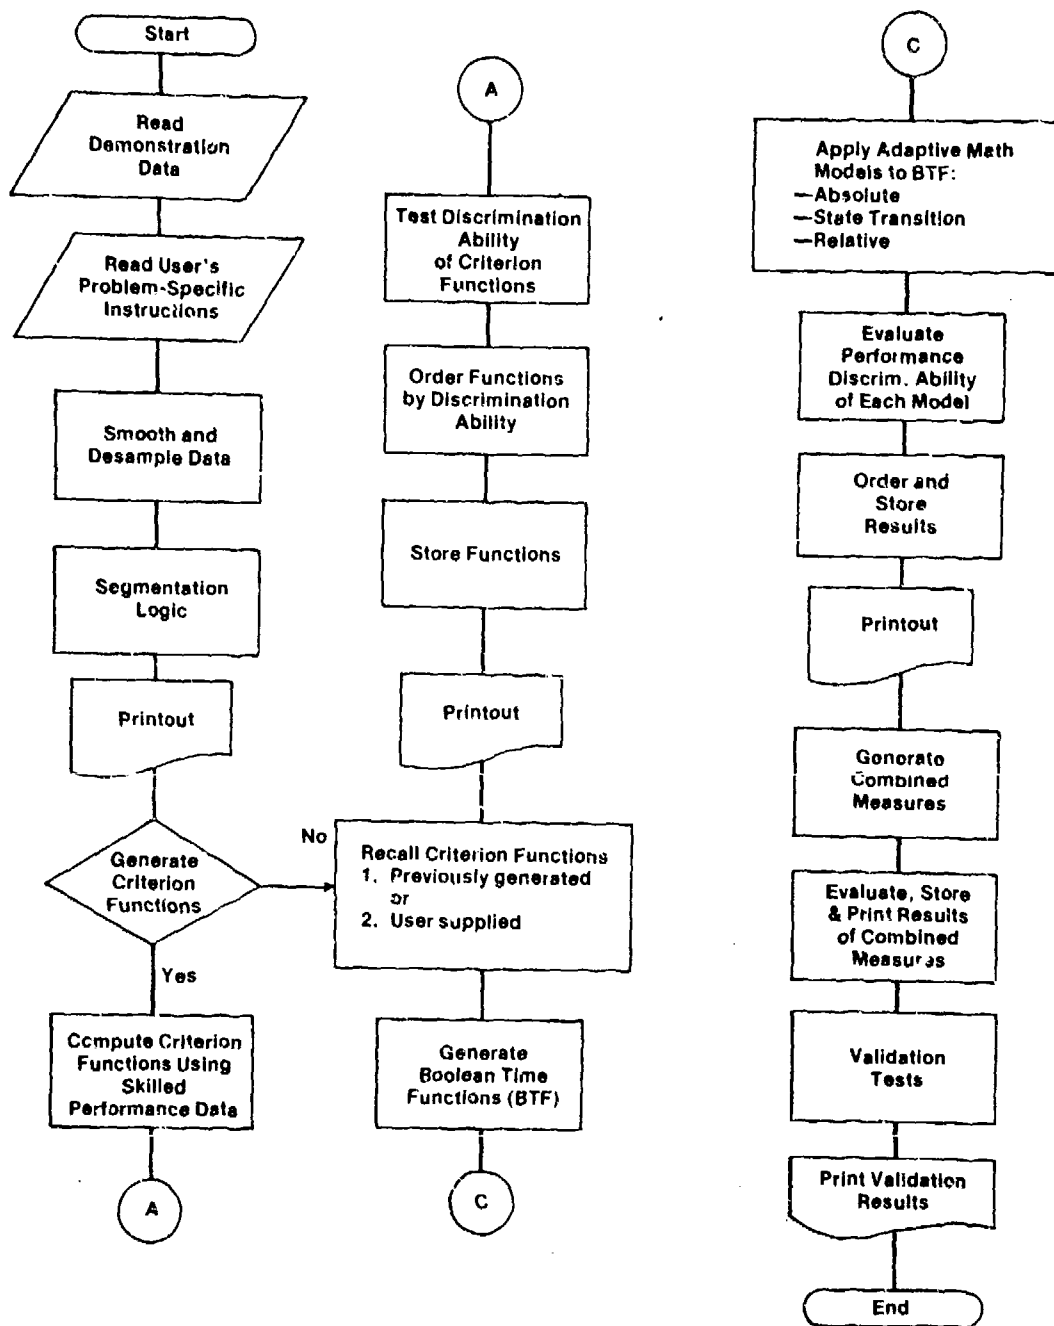 Start
Read
Demonstration
Data
Read User's
Problem-Specific
Instructions
Smooth and
Desample Data
Segmentation
Logic
Printout
Generate
Criterion
Functions
Yes
No
Compute Criterion
Functions Using
Skilled
Performance Data
A
A
Test Discrimination
Ability
of Criterion
Functions
Order Functions
by Discrimination
Ability
Store Functions
Printout
Recall Criterion Functions
1. Previously generated
or
2. User supplied
Generate
Boolean Time
Functions (BTF)
C
C
Apply Adaptive Math
Models to BTF:
—Absolute
—State Transition
—Relative
Evaluate
Performance
Discrim. Ability
of Each Model
Order and
Store
Results
Printout
Generate
Combined
Measures
Evaluate, Store
& Print Results
of Combined
Measures
Validation
Tests
Print Validation
Results
End